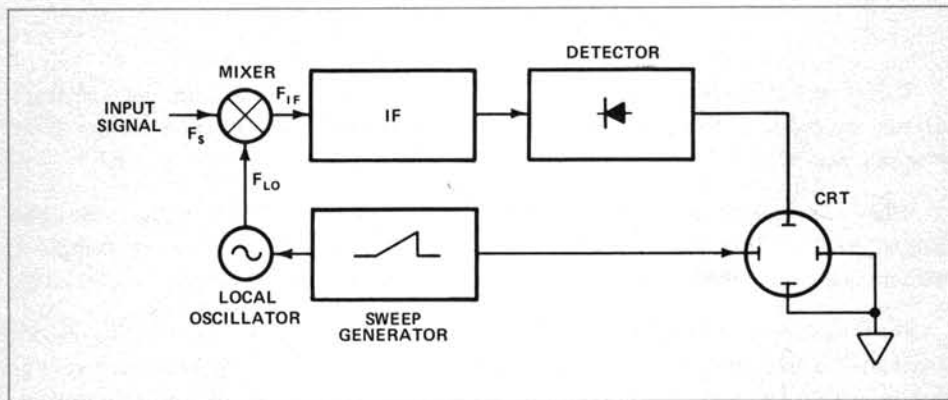 DETECTOR
MIXER
F_IF
INPUT
SIGNAL
F_S
IF
F_LO
CRT
LOCAL
OSCILLATOR
SWEEP
GENERATOR